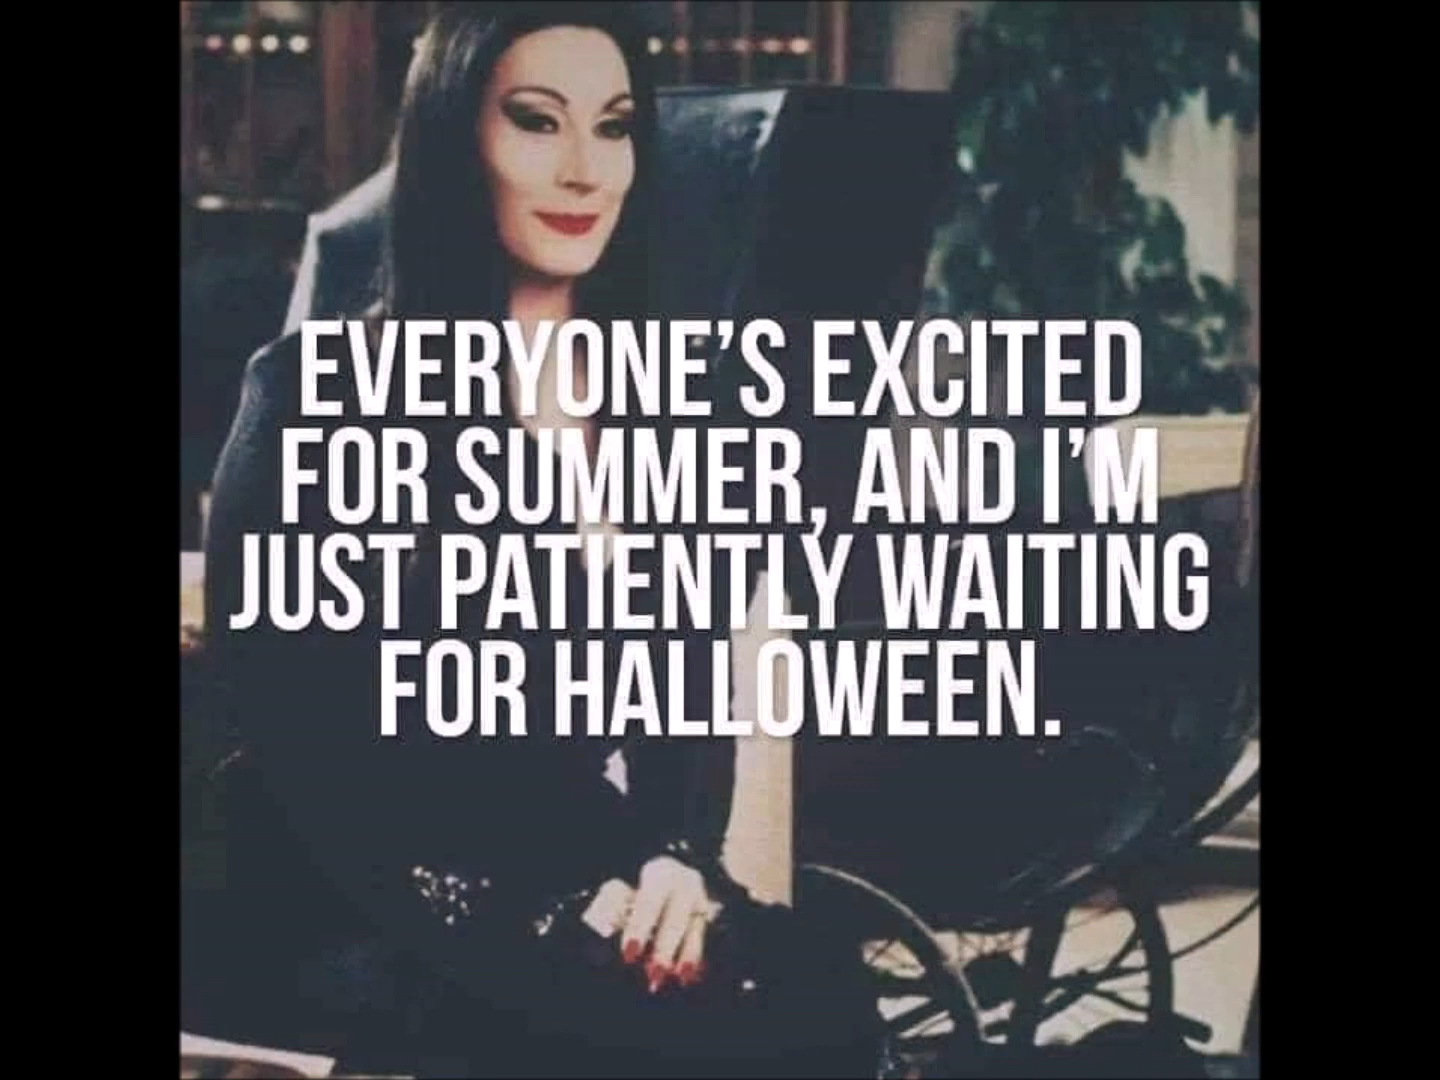 EVERYONE'S EXCITED
FOR SUMMER, AND I'M
JUST PATIENTLY WAITING
FOR HALLOWEEN.